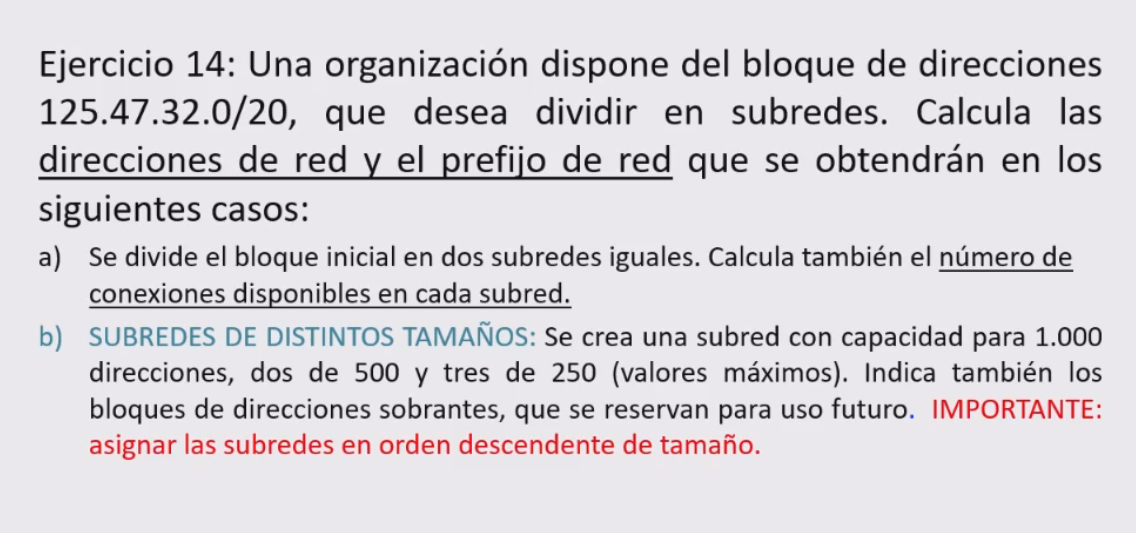 Ejercicio 14: Una organización dispone del bloque de direcciones
125.47.32.0/20, que desea dividir en subredes. Calcula las
direcciones de red y el prefijo de red que se obtendrán en los
siguientes casos:
a) Se divide el bloque inicial en dos subredes iguales. Calcula también el número de
conexiones disponibles en cada subred.
b) SUBREDES DE DISTINTOS TAMAÑOS: Se crea una subred con capacidad para 1.000
direcciones, dos de 500 y tres de 250 (valores máximos). Indica también los
bloques de direcciones sobrantes, que se reservan para uso futuro. IMPORTANTE:
asignar las subredes en orden descendente de tamaño.